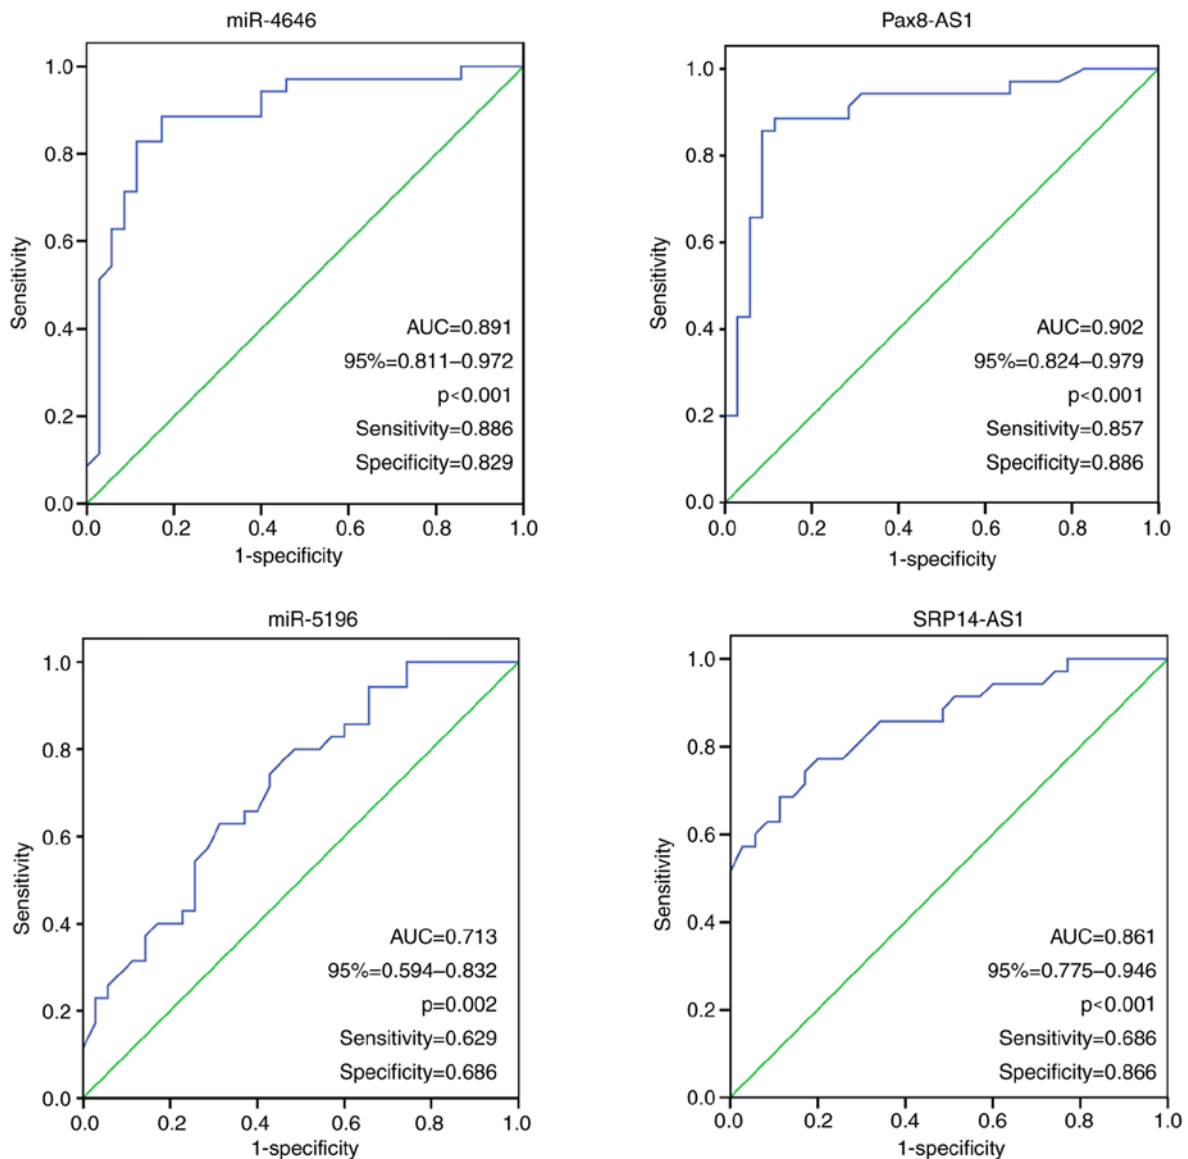 miR-4646
1.0
0.8
0.6
0.4
0.2
0.0
Sensitivity
AUC=0.891
95%=0.811–0.972
p<0.001
Sensitivity=0.886
Specificity=0.829
0.0 0.2 0.4 0.6 0.8 1.0
1-specificity
Pax8-AS1
1.0
0.8
0.6
0.4
0.2
0.0
Sensitivity
AUC=0.902
95%=0.824–0.979
p<0.001
Sensitivity=0.857
Specificity=0.886
0.0 0.2 0.4 0.6 0.8 1.0
1-specificity
miR-5196
1.0
0.8
0.6
0.4
0.2
0.0
Sensitivity
AUC=0.713
95%=0.594–0.832
p=0.002
Sensitivity=0.629
Specificity=0.686
0.0 0.2 0.4 0.6 0.8 1.0
1-specificity
SRP14-AS1
1.0
0.8
0.6
0.4
0.2
0.0
Sensitivity
AUC=0.861
95%=0.775–0.946
p<0.001
Sensitivity=0.686
Specificity=0.866
0.0 0.2 0.4 0.6 0.8 1.0
1-specificity